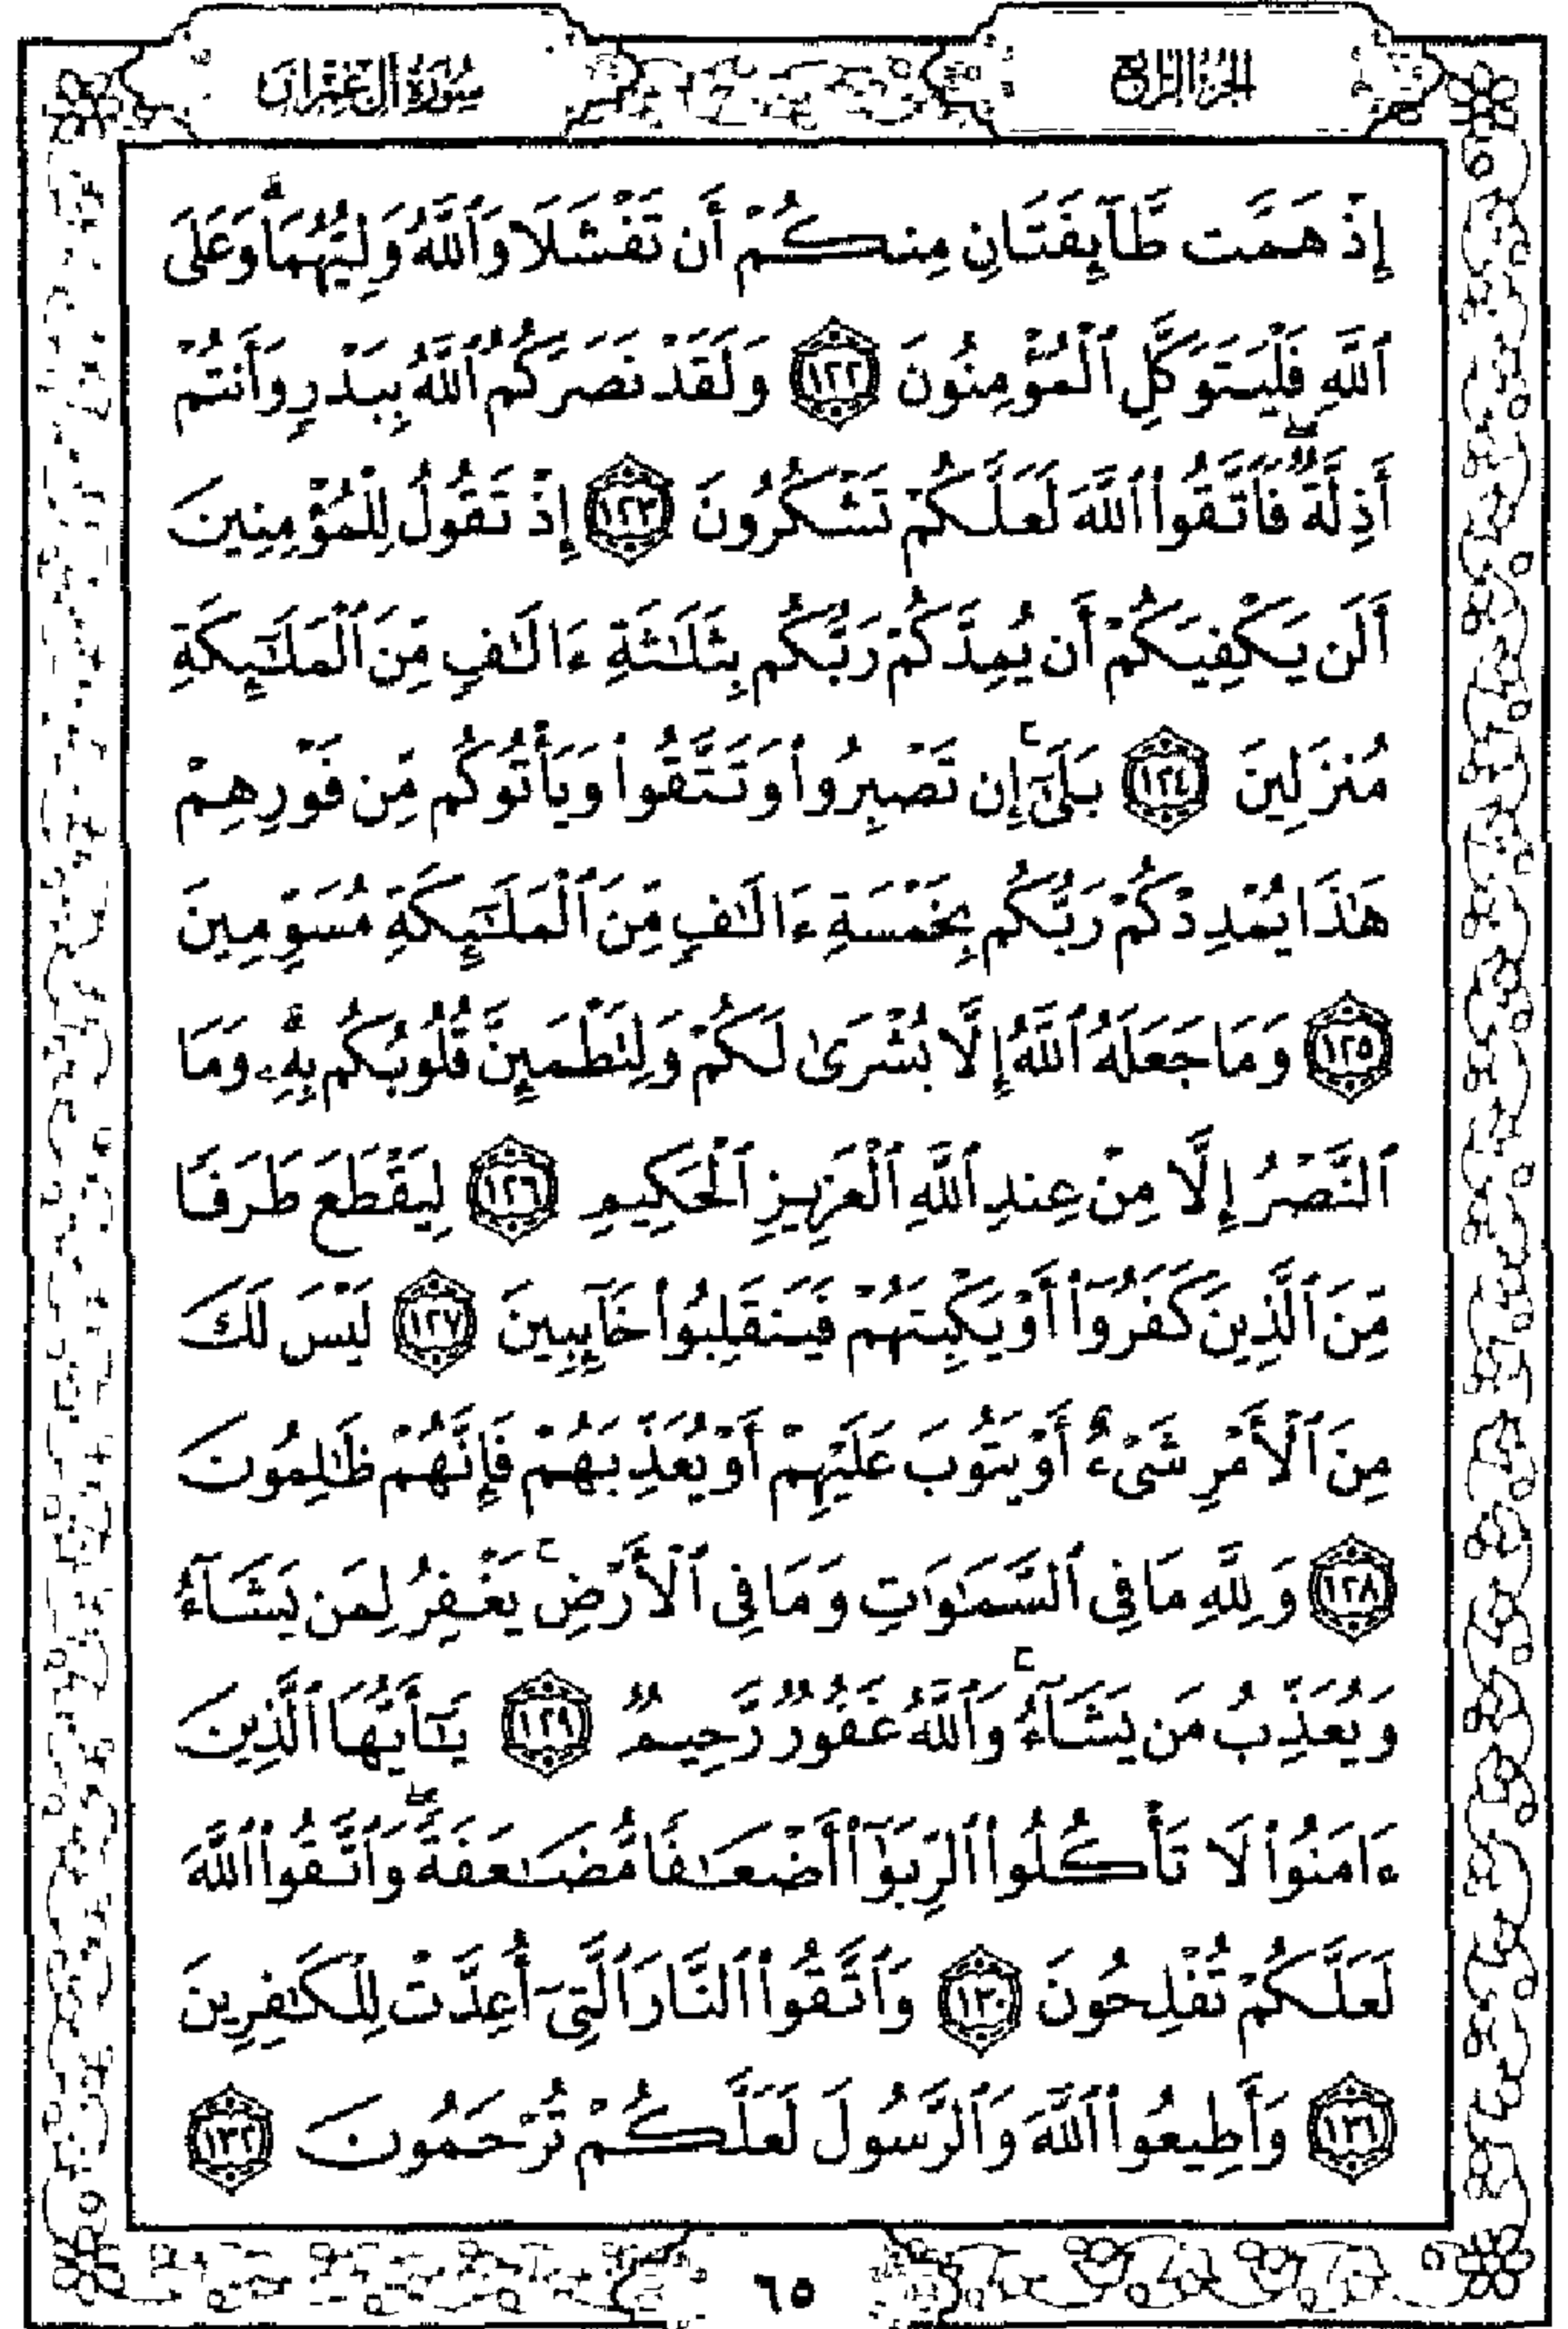 الجزء الرابع
سورة آل عمران
إِذْ هَمَّت طَّآئِفَتَانِ مِنكُمْ أَن تَفْشَلَا وَٱللَّهُ وَلِيُّهُمَا ۗ وَعَلَى
ٱللَّهِ فَلْيَتَوَكَّلِ ٱلْمُؤْمِنُونَ ١٢٢ وَلَقَدْ نَصَرَكُمُ ٱللَّهُ بِبَدْرٍ وَأَنتُمْ
أَذِلَّةٌ ۖ فَٱتَّقُوا۟ ٱللَّهَ لَعَلَّكُمْ تَشْكُرُونَ ١٢٣ إِذْ تَقُولُ لِلْمُؤْمِنِينَ
أَلَن يَكْفِيَكُمْ أَن يُمِدَّكُمْ رَبُّكُم بِثَلَٰثَةِ ءَالَٰفٍ مِّنَ ٱلْمَلَٰٓئِكَةِ
مُنزَلِينَ ١٢٤ بَلَىٰٓ ۚ إِن تَصْبِرُوا۟ وَتَتَّقُوا۟ وَيَأْتُوكُم مِّن فَوْرِهِمْ
هَٰذَا يُمْدِدْكُمْ رَبُّكُم بِخَمْسَةِ ءَالَٰفٍ مِّنَ ٱلْمَلَٰٓئِكَةِ مُسَوِّمِينَ
١٢٥ وَمَا جَعَلَهُ ٱللَّهُ إِلَّا بُشْرَىٰ لَكُمْ وَلِتَطْمَئِنَّ قُلُوبُكُم بِهِۦ ۗ وَمَا
ٱلنَّصْرُ إِلَّا مِنْ عِندِ ٱللَّهِ ٱلْعَزِيزِ ٱلْحَكِيمِ ١٢٦ لِيَقْطَعَ طَرَفًا
مِّنَ ٱلَّذِينَ كَفَرُوٓا۟ أَوْ يَكْبِتَهُمْ فَيَنقَلِبُوا۟ خَآئِبِينَ ١٢٧ لَيْسَ لَكَ
مِنَ ٱلْأَمْرِ شَىْءٌ أَوْ يَتُوبَ عَلَيْهِمْ أَوْ يُعَذِّبَهُمْ فَإِنَّهُمْ ظَٰلِمُونَ
١٢٨ وَلِلَّهِ مَا فِى ٱلسَّمَٰوَٰتِ وَمَا فِى ٱلْأَرْضِ ۚ يَغْفِرُ لِمَن يَشَآءُ
وَيُعَذِّبُ مَن يَشَآءُ ۚ وَٱللَّهُ غَفُورٌ رَّحِيمٌ ١٢٩ يَٰٓأَيُّهَا ٱلَّذِينَ
ءَامَنُوا۟ لَا تَأْكُلُوا۟ ٱلرِّبَوٰٓا۟ أَضْعَٰفًا مُّضَٰعَفَةً ۖ وَٱتَّقُوا۟ ٱللَّهَ
لَعَلَّكُمْ تُفْلِحُونَ ١٣٠ وَٱتَّقُوا۟ ٱلنَّارَ ٱلَّتِىٓ أُعِدَّتْ لِلْكَٰفِرِينَ
١٣١ وَأَطِيعُوا۟ ٱللَّهَ وَٱلرَّسُولَ لَعَلَّكُمْ تُرْحَمُونَ ١٣٢
٦٥